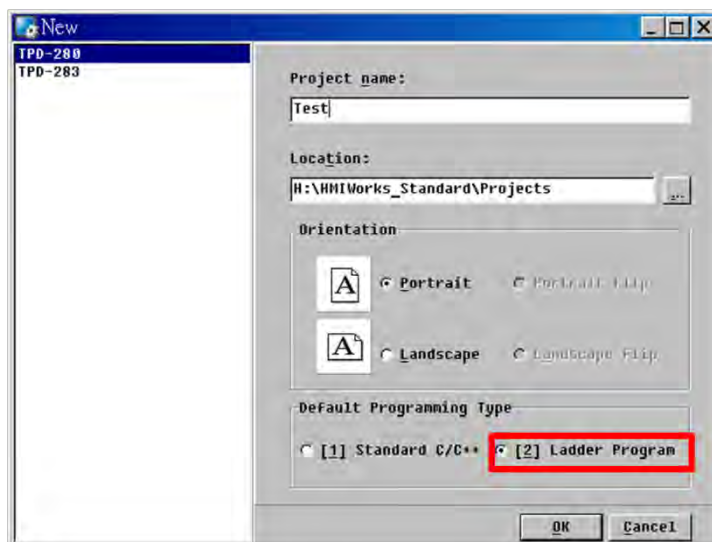 New
TPD-280
TPD-283
Project name:
Test
Location:
H:\HMIWorks_Standard\Projects
...
Orientation
A
Portrait
Portrait Flip
A
Landscape
Landscape Flip
Default Programming Type
[1] Standard C/C++
[2] Ladder Program
OK
Cancel